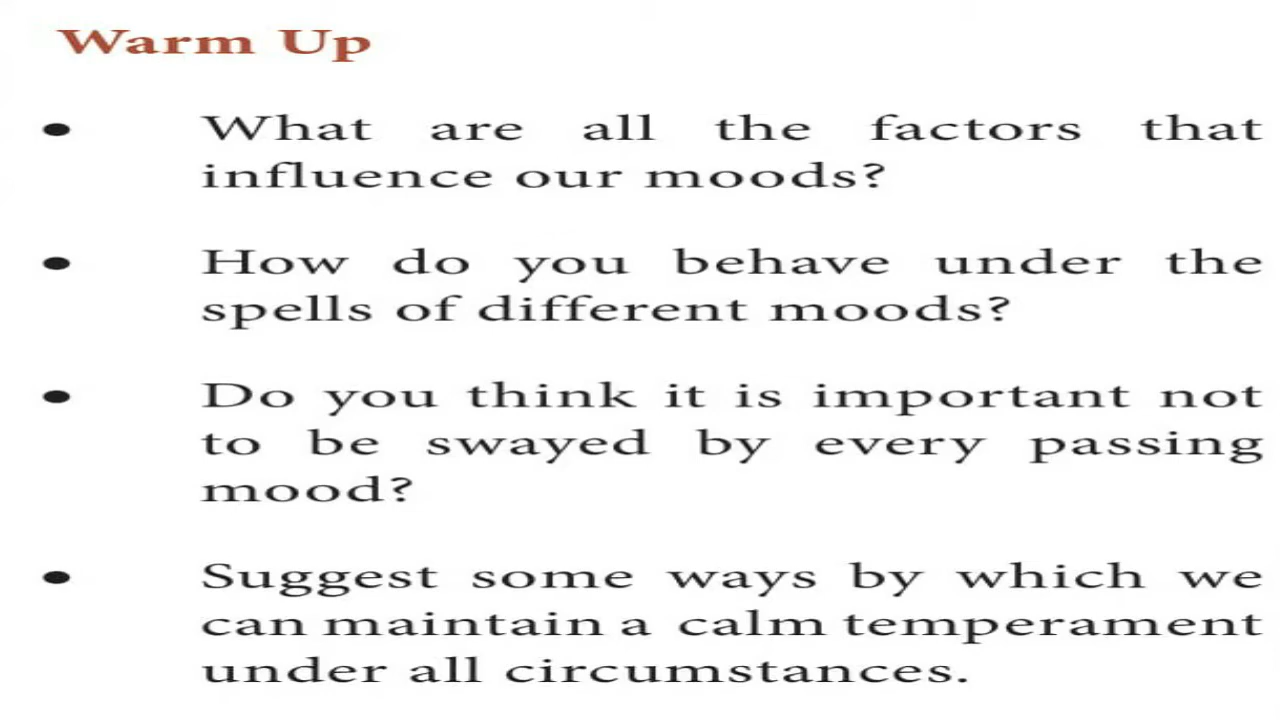 Warm Up
• What are all the factors that
influence our moods?
• How do you behave under the
spells of different moods?
• Do you think it is important not
to be swayed by every passing
mood?
• Suggest some ways by which we
can maintain a calm temperament
under all circumstances.